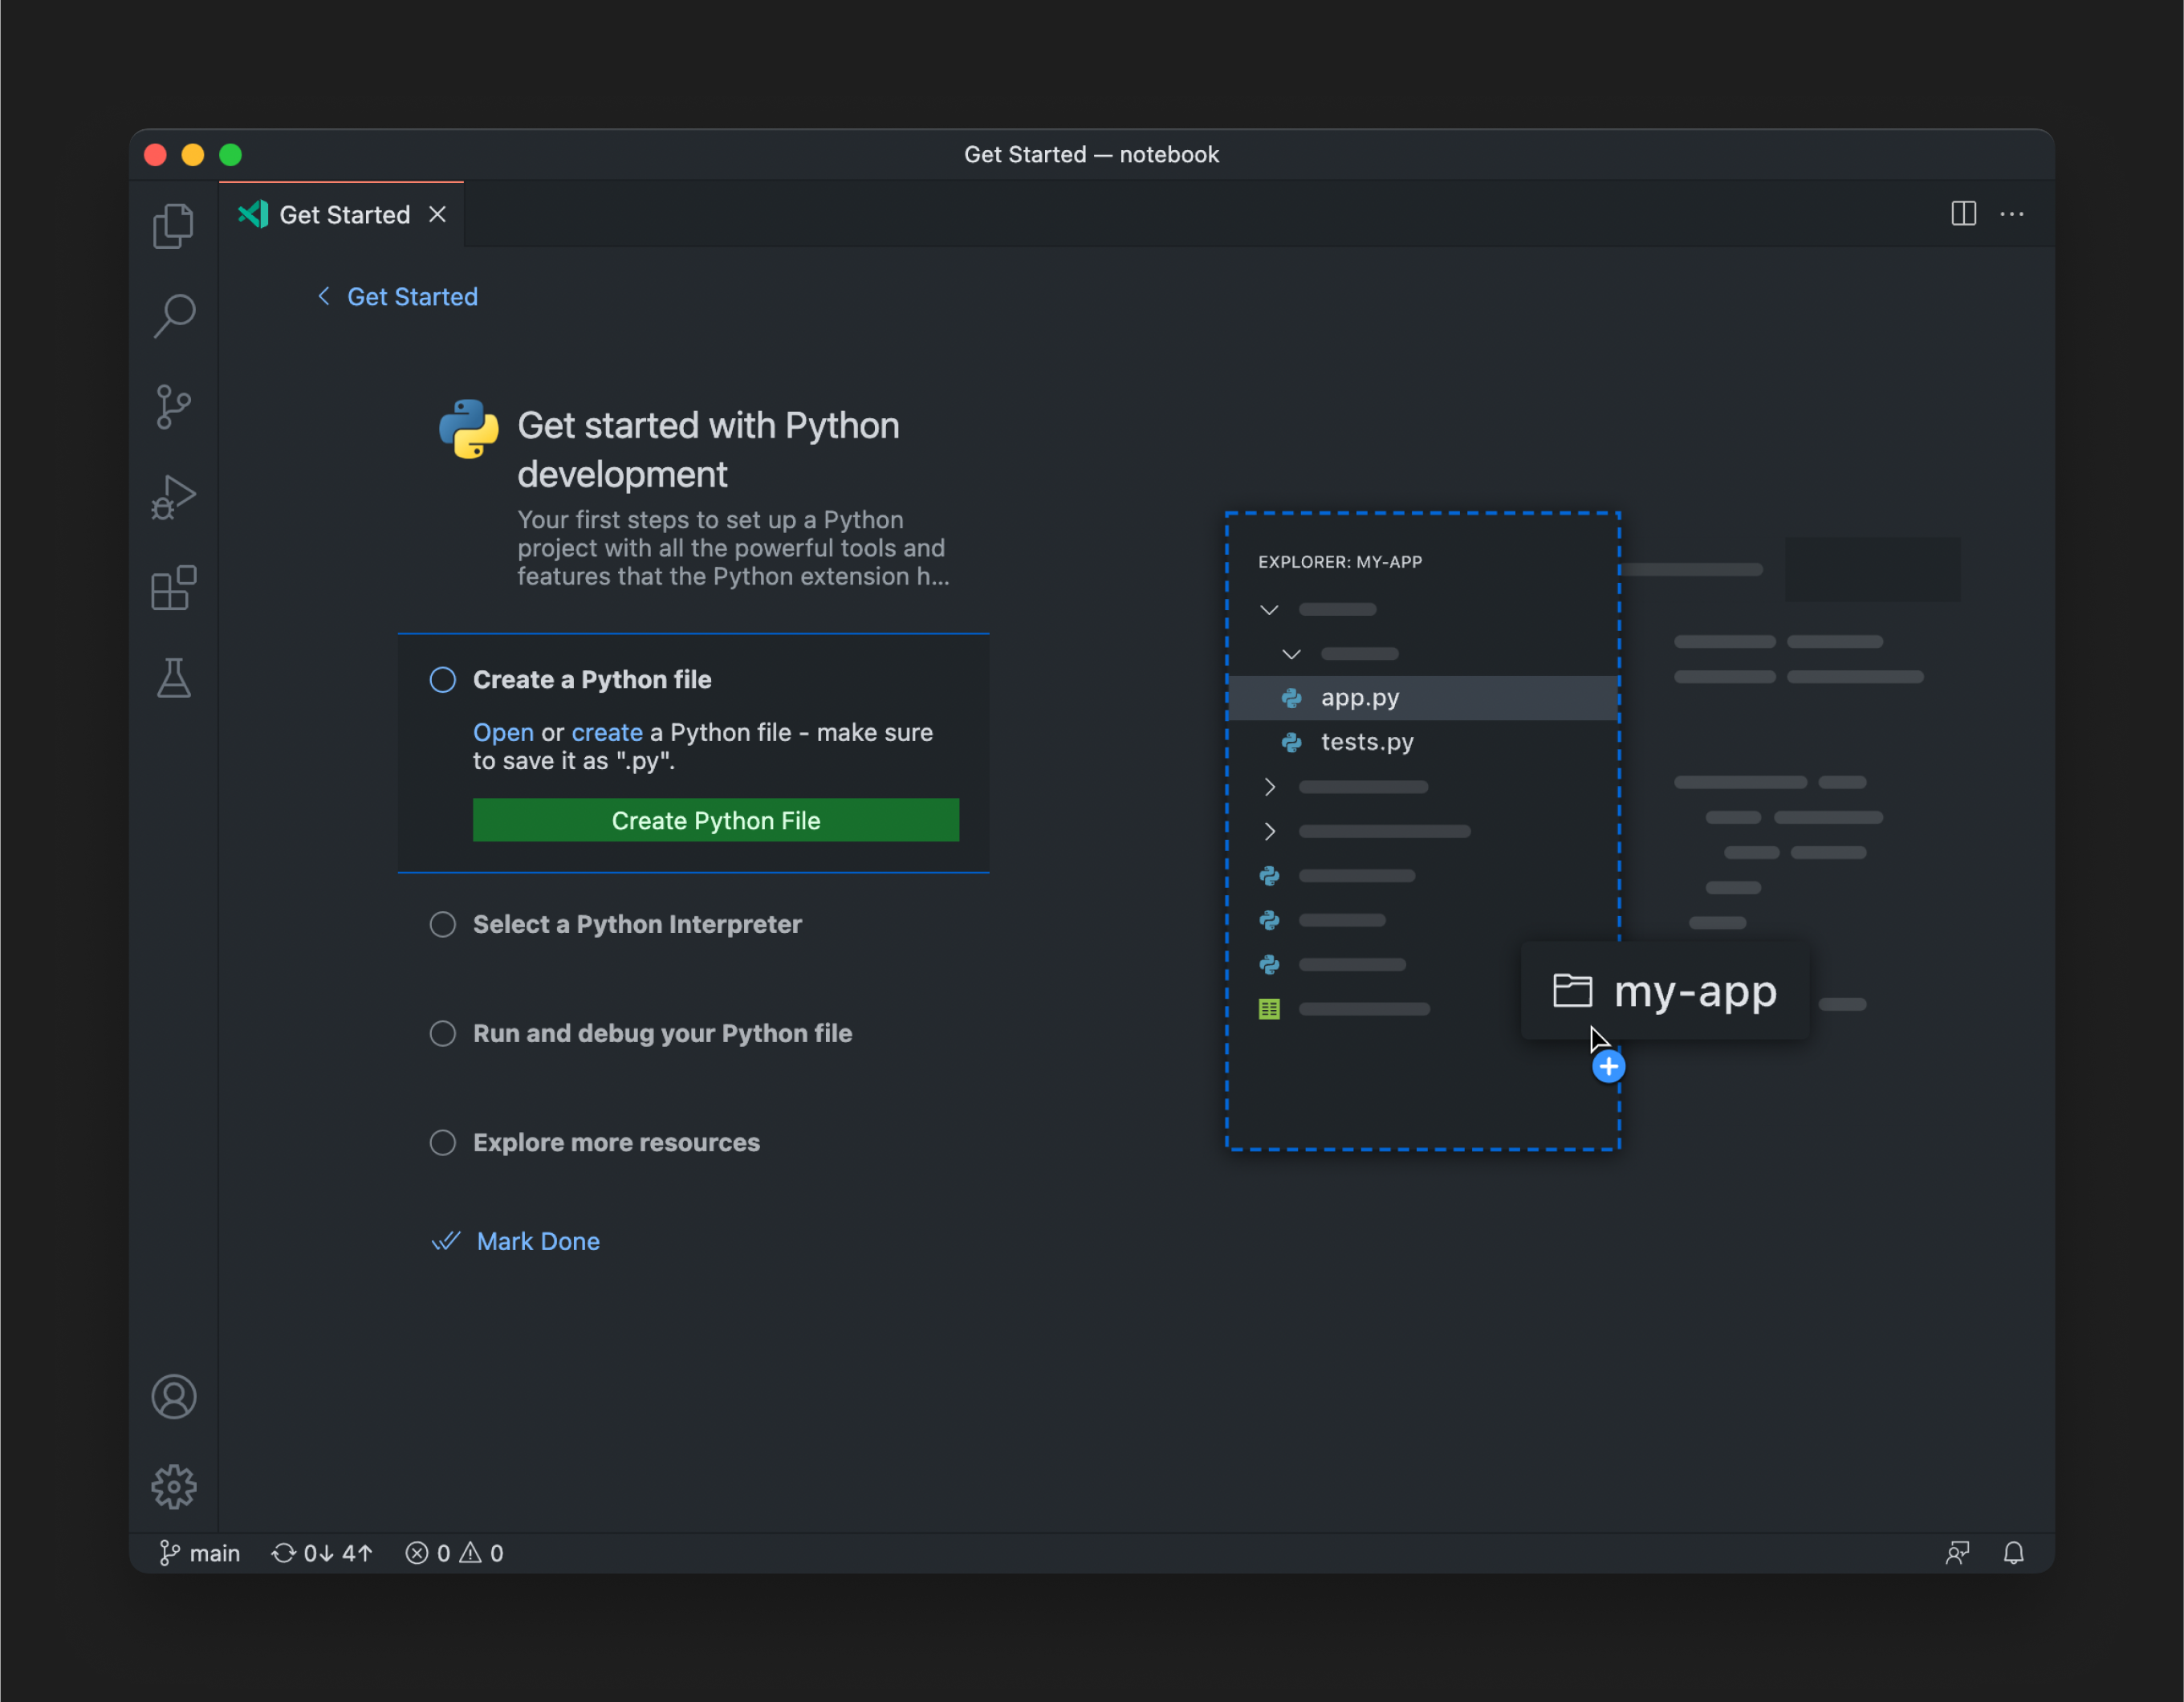 Get Started — notebook
Get Started
Get Started
Get started with Python
development
Your first steps to set up a Python
project with all the powerful tools and
features that the Python extension h...
Create a Python file
Open or create a Python file - make sure
to save it as ".py".
Create Python File
Select a Python Interpreter
Run and debug your Python file
Explore more resources
Mark Done
EXPLORER: MY-APP
app.py
tests.py
my-app
main 0↓ 4↑ 0 0